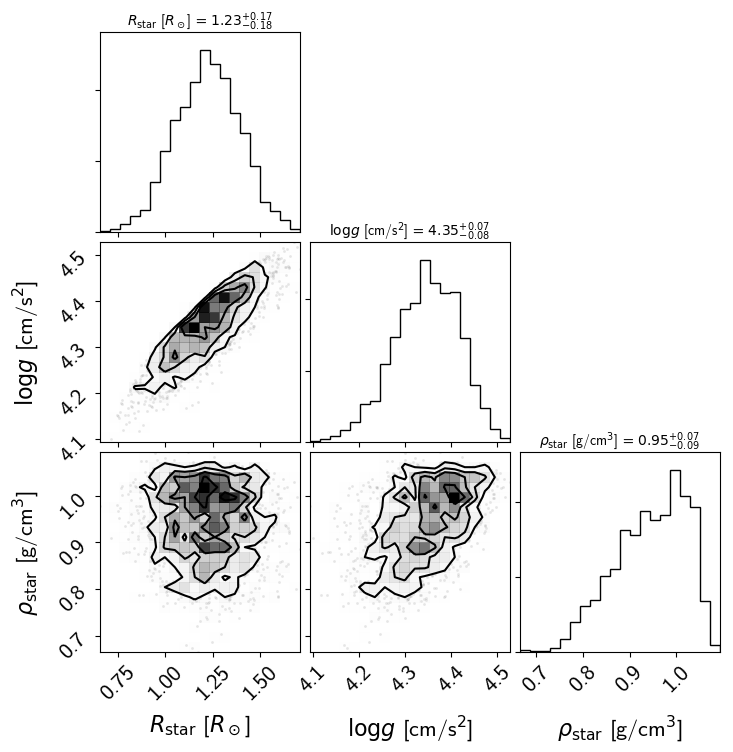 R_star [R_⊙] = 1.23^{+0.17}_{-0.18}
logg [cm/s²] = 4.35^{+0.07}_{-0.08}
4.5
4.4
4.3
4.2
4.1
logg [cm/s²]
ρ_star [g/cm³] = 0.95^{+0.07}_{-0.09}
1.0
0.9
0.8
0.7
ρ_star [g/cm³]
0.75 1.00 1.25 1.50
4.1 4.2 4.3 4.4 4.5
0.7 0.8 0.9 1.0
R_star [R_⊙]
logg [cm/s²]
ρ_star [g/cm³]